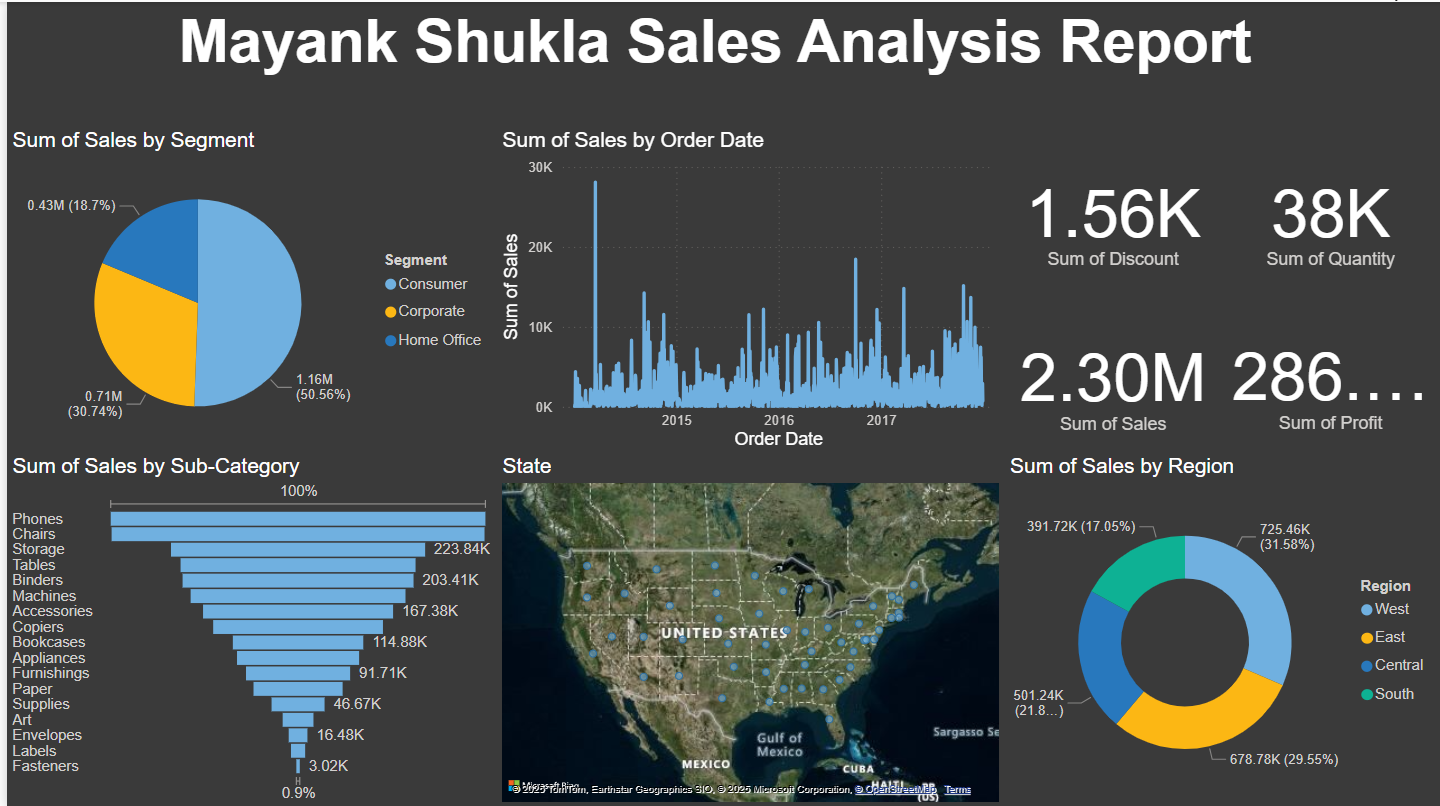 Mayank Shukla Sales Analysis Report
Sum of Sales by Segment
0.43M (18.7%)
0.71M
(30.74%)
1.16M
(50.56%)
Segment
Consumer
Corporate
Home Office
Sum of Sales by Order Date
Sum of Sales
30K
20K
10K
0K
2015
2016
2017
Order Date
1.56K
Sum of Discount
38K
Sum of Quantity
2.30M
Sum of Sales
286....
Sum of Profit
Sum of Sales by Sub-Category
100%
Phones
Chairs
Storage 223.84K
Tables
Binders 203.41K
Machines
Accessories 167.38K
Copiers
Bookcases 114.88K
Appliances
Furnishings 91.71K
Paper
Supplies 46.67K
Art
Envelopes 16.48K
Labels
Fasteners 3.02K
0.9%
State
UNITED STATES
Gulf of
Mexico
MEXICO
CUBA
HAITI
PR
(US)
Sargasso Se
Microsoft Bing
© 2025 TomTom, Earthstar Geographics SIO, © 2025 Microsoft Corporation, © OpenStreetMap Terms
Sum of Sales by Region
391.72K (17.05%)
725.46K
(31.58%)
501.24K
(21.8...)
678.78K (29.55%)
Region
West
East
Central
South